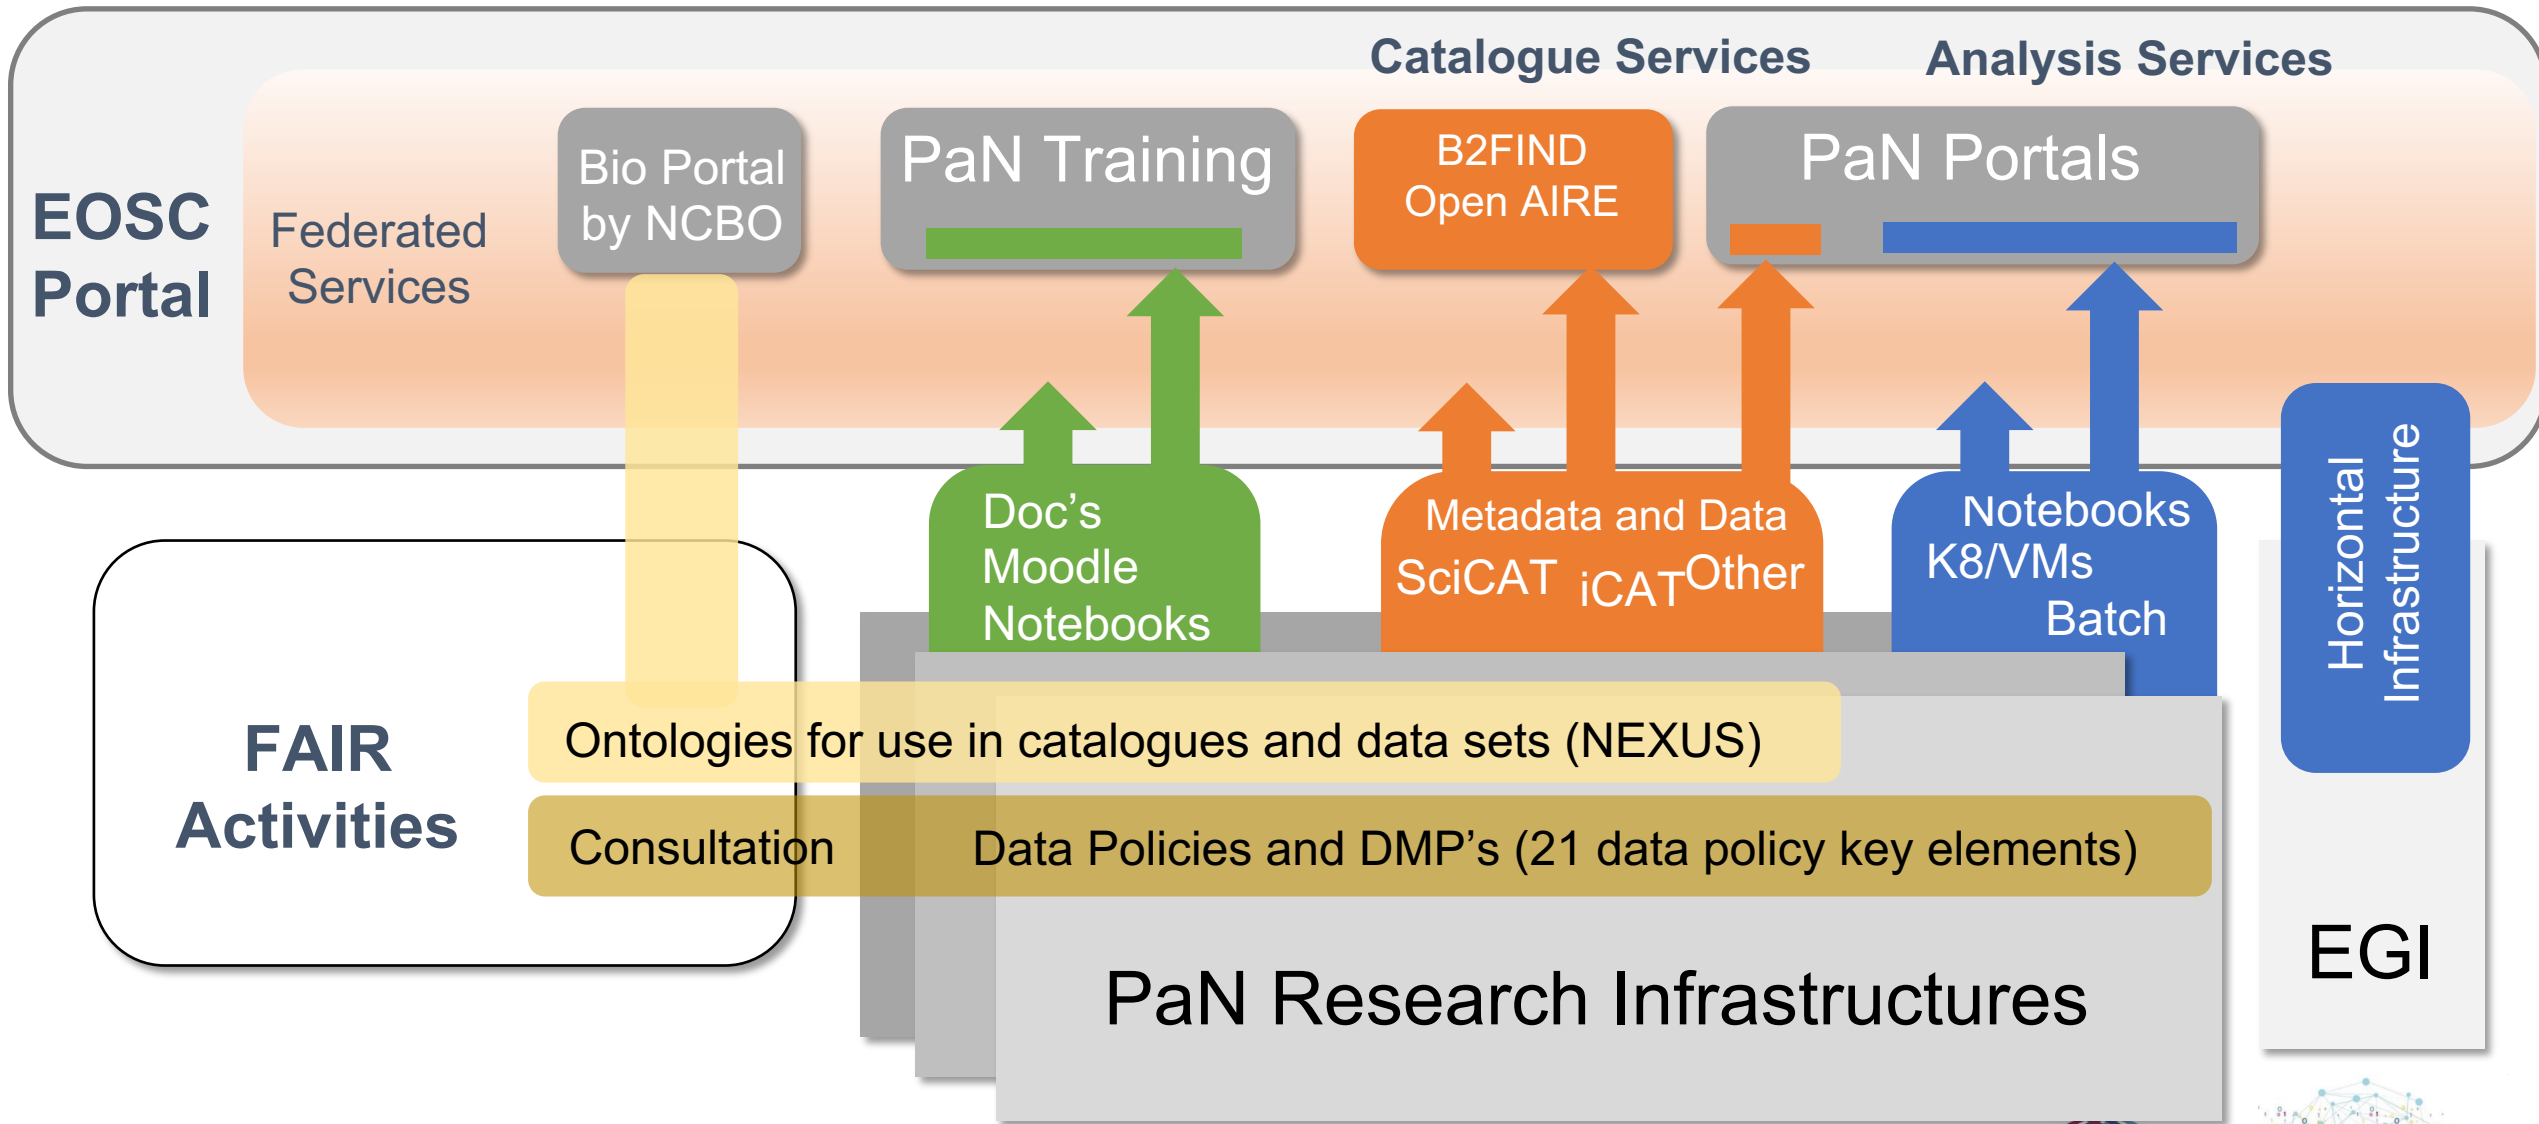 Catalogue Services
Analysis Services
EOSC
Portal
Federated
Services
Bio Portal
by NCBO
PaN Training
B2FIND
Open AIRE
PaN Portals
Doc’s
Moodle
Notebooks
Metadata and Data
SciCAT iCAT Other
Notebooks
K8/VMs
Batch
Horizontal
Infrastructure
FAIR
Activities
Ontologies for use in catalogues and data sets (NEXUS)
Consultation Data Policies and DMP’s (21 data policy key elements)
PaN Research Infrastructures
EGI